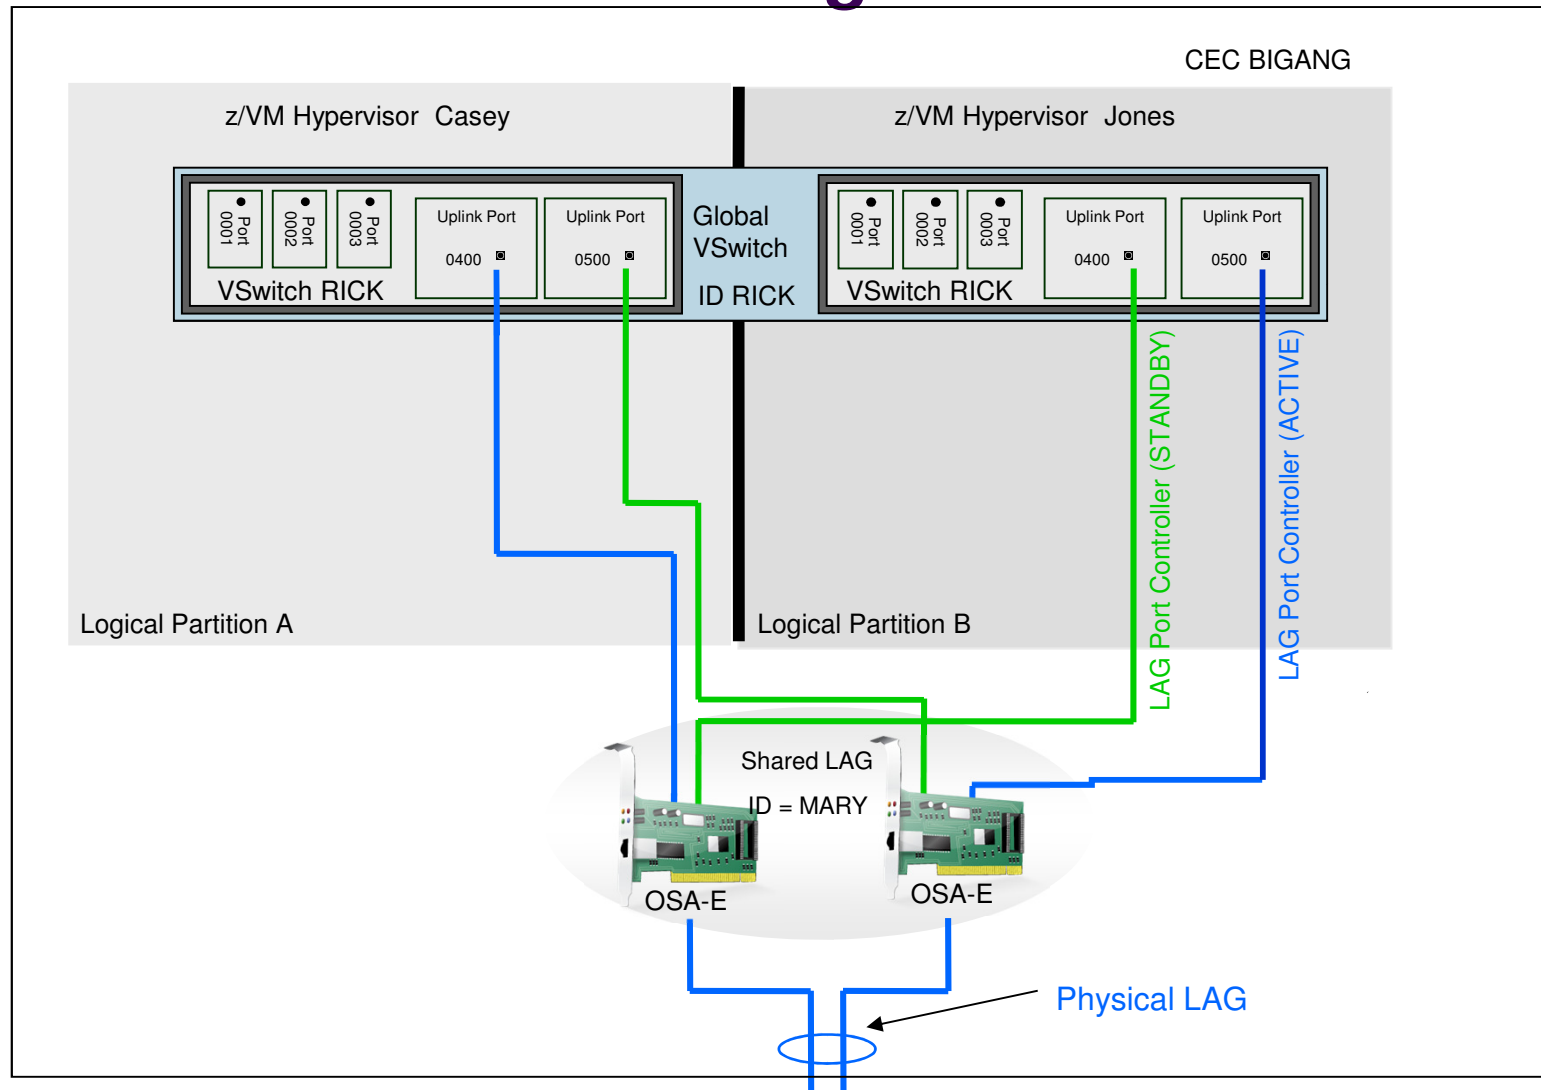 CEC BIGANG
z/VM Hypervisor Casey
z/VM Hypervisor Jones
Port
0001
Port
0002
Port
0003
Uplink Port
0400
Uplink Port
0500
VSwitch RICK
Global
VSwitch
ID RICK
Port
0001
Port
0002
Port
0003
Uplink Port
0400
Uplink Port
0500
VSwitch RICK
LAG Port Controller (STANDBY)
LAG Port Controller (ACTIVE)
Logical Partition A
Logical Partition B
Shared LAG
ID = MARY
OSA-E
OSA-E
Physical LAG